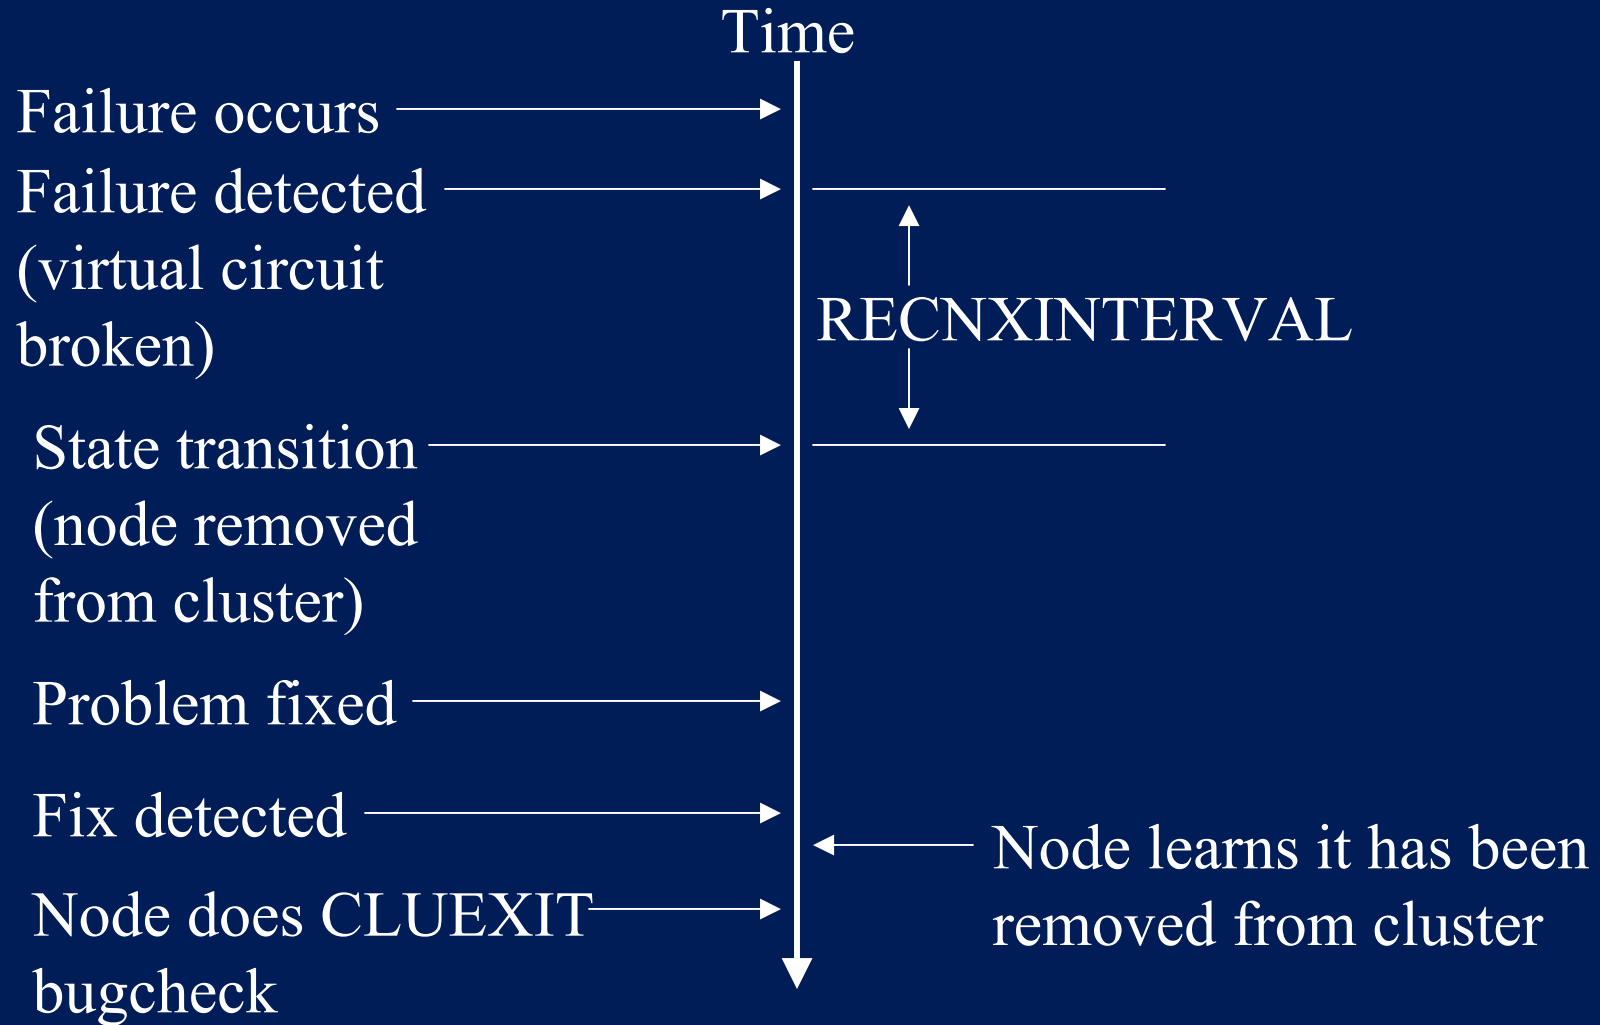 Time
Failure occurs
Failure detected
(virtual circuit
broken)
RECNXINTERVAL
State transition
(node removed
from cluster)
Problem fixed
Fix detected
Node learns it has been
removed from cluster
Node does CLUEXIT
bugcheck